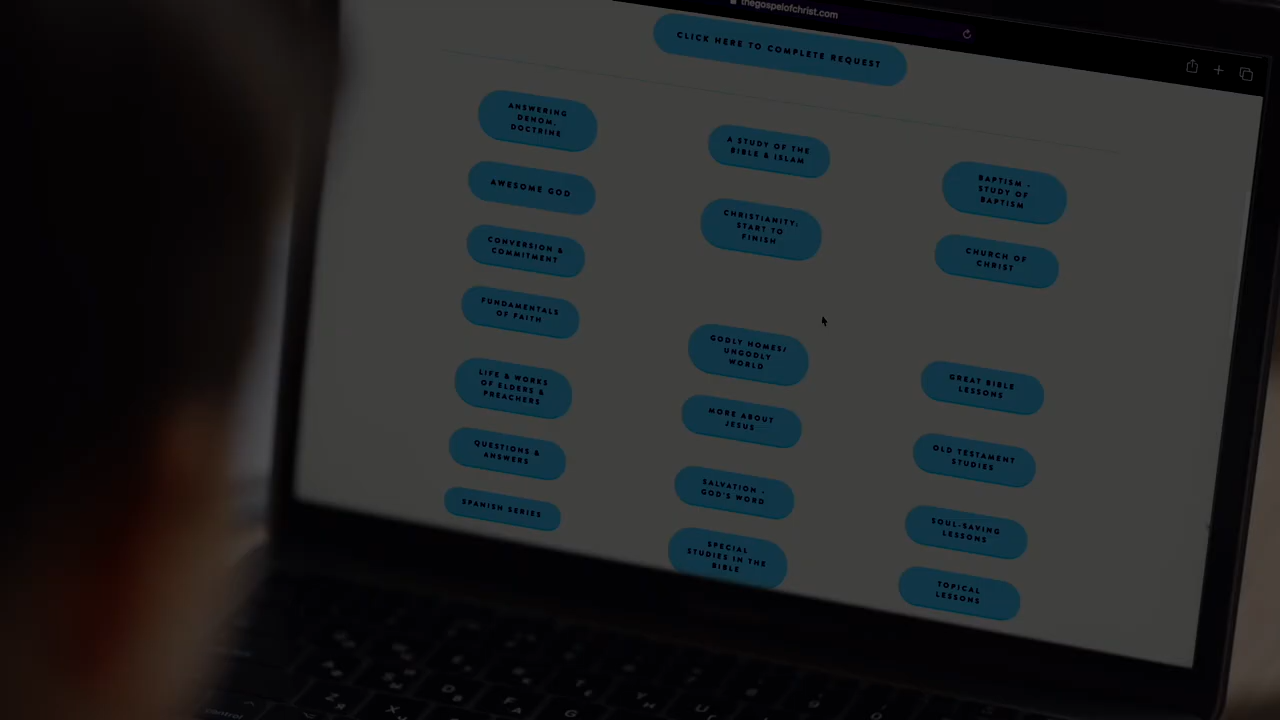 thegospelofchrist.com
CLICK HERE TO COMPLETE REQUEST
ANSWERING
DENOM.
DOCTRINE
A STUDY OF THE
BIBLE & ISLAM
BAPTISM -
STUDY OF
BAPTISM
AWESOME GOD
CHRISTIANITY:
START TO
FINISH
CHURCH OF
CHRIST
CONVERSION &
COMMITMENT
FUNDAMENTALS
OF FAITH
GODLY HOMES/
UNGODLY
WORLD
GREAT BIBLE
LESSONS
LIFE & WORKS
OF ELDERS &
PREACHERS
MORE ABOUT
JESUS
OLD TESTAMENT
STUDIES
QUESTIONS &
ANSWERS
SALVATION -
GOD'S WORD
SOUL-SAVING
LESSONS
SPANISH SERIES
SPECIAL
STUDIES IN THE
BIBLE
TOPICAL
LESSONS
control